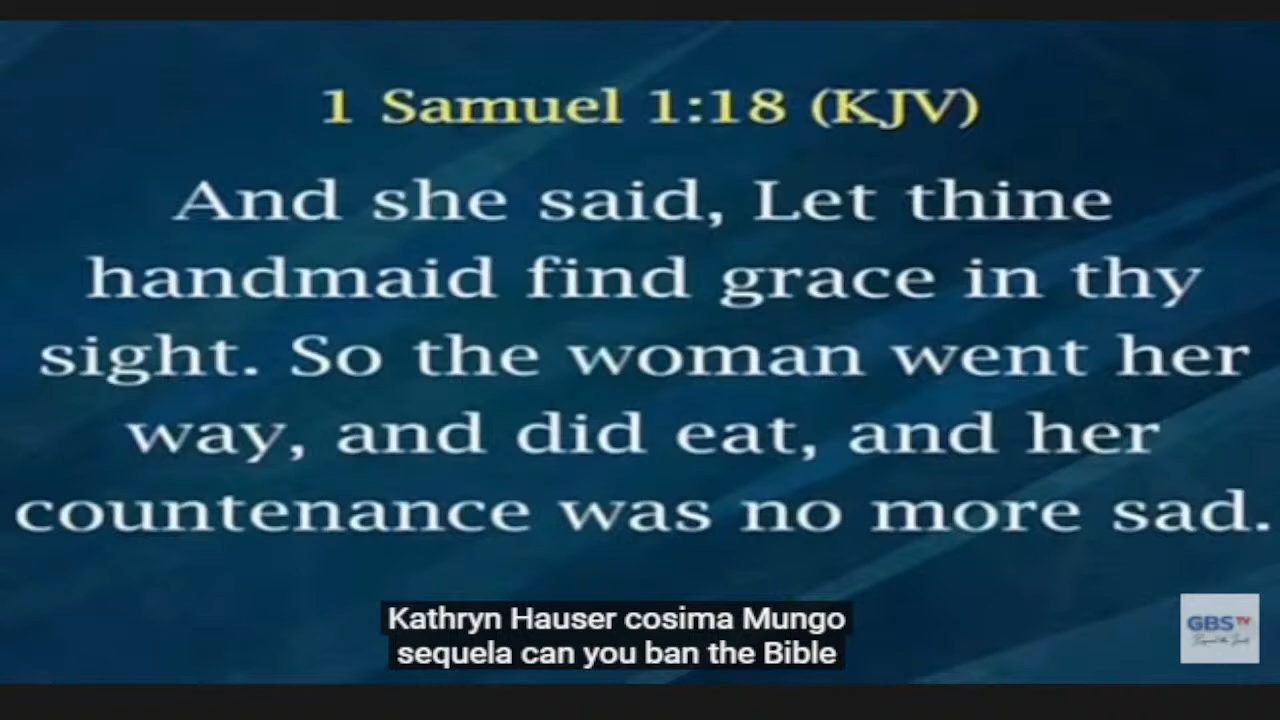 1 Samuel 1:18 (KJV)
And she said, Let thine
handmaid find grace in thy
sight. So the woman went her
way, and did eat, and her
countenance was no more sad.
Kathryn Hauser cosima Mungo
sequela can you ban the Bible
GBS TV